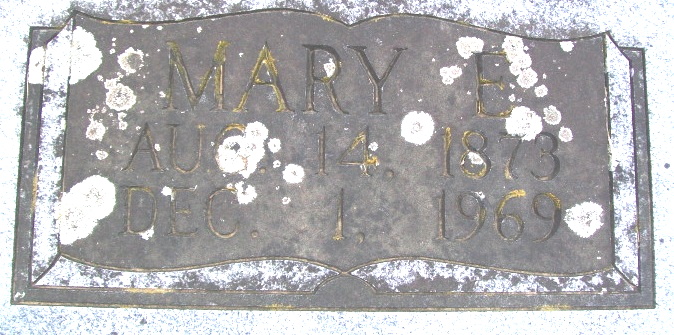 MARY E
AUG. 14. 1873
DEC. 1, 1969